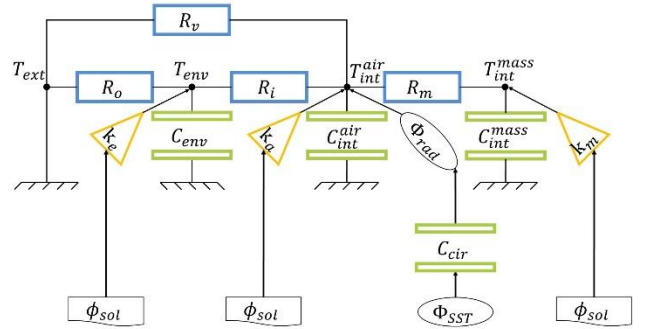 R_v
T_ext R_o T_env R_i T_int^air R_m T_int^mass
k_e C_env k_a C_int^air Φ_rad C_int^mass k_m
C_cir
ϕ_sol ϕ_sol Φ_SST ϕ_sol